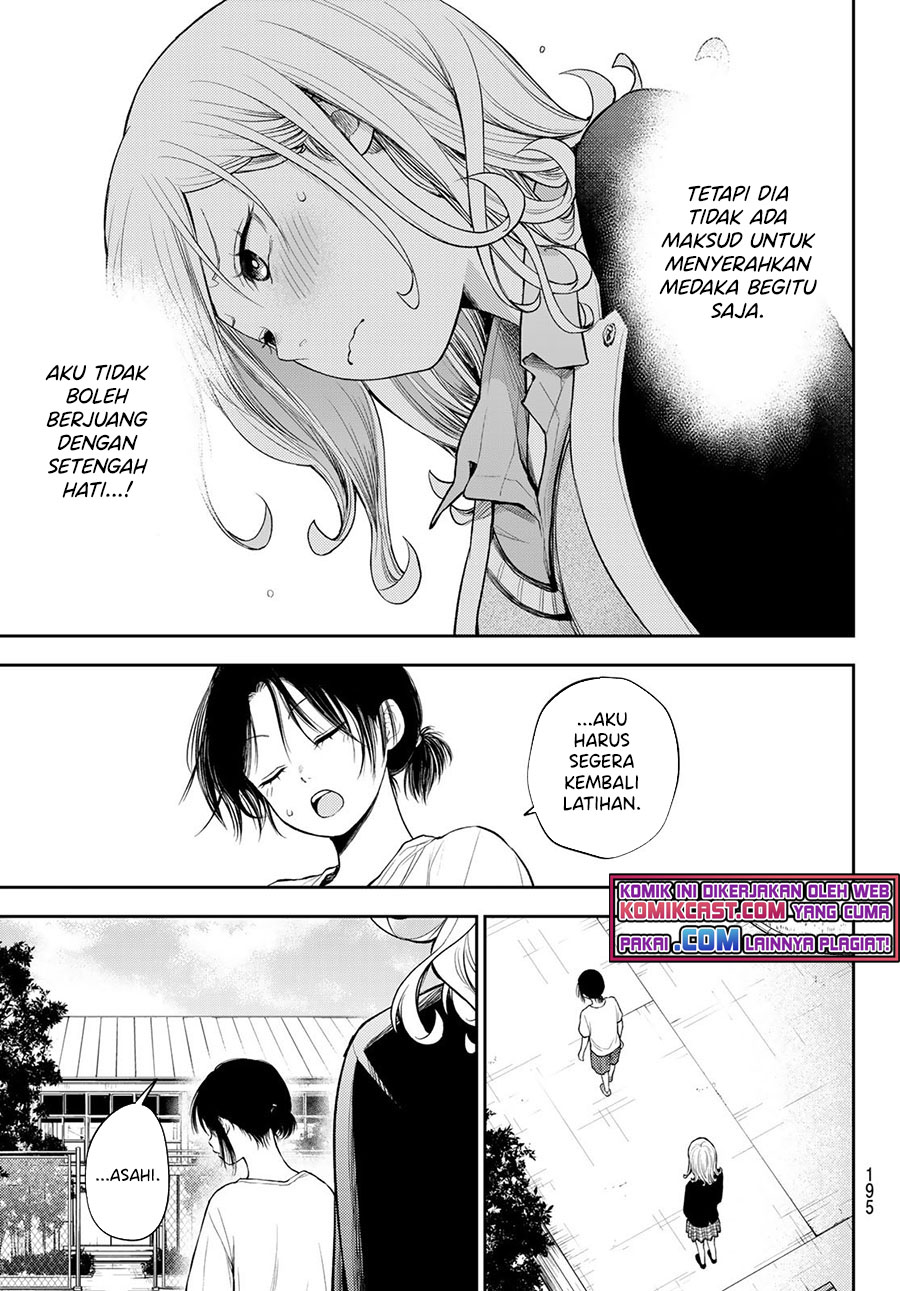 TETAPI DIA
TIDAK ADA
MAKSUD UNTUK
MENYERAHKAN
MEDAKA BEGITU
SAJA.
AKU TIDAK
BOLEH
BERJUANG
DENGAN
SETENGAH
HATI...!
...AKU
HARUS
SEGERA
KEMBALI
LATIHAN.
KOMIK INI DIKERJAKAN OLEH WEB
KOMIKCAST.COM YANG CUMA
PAKAI .COM LAINNYA PLAGIAT!
...ASAHI.
195